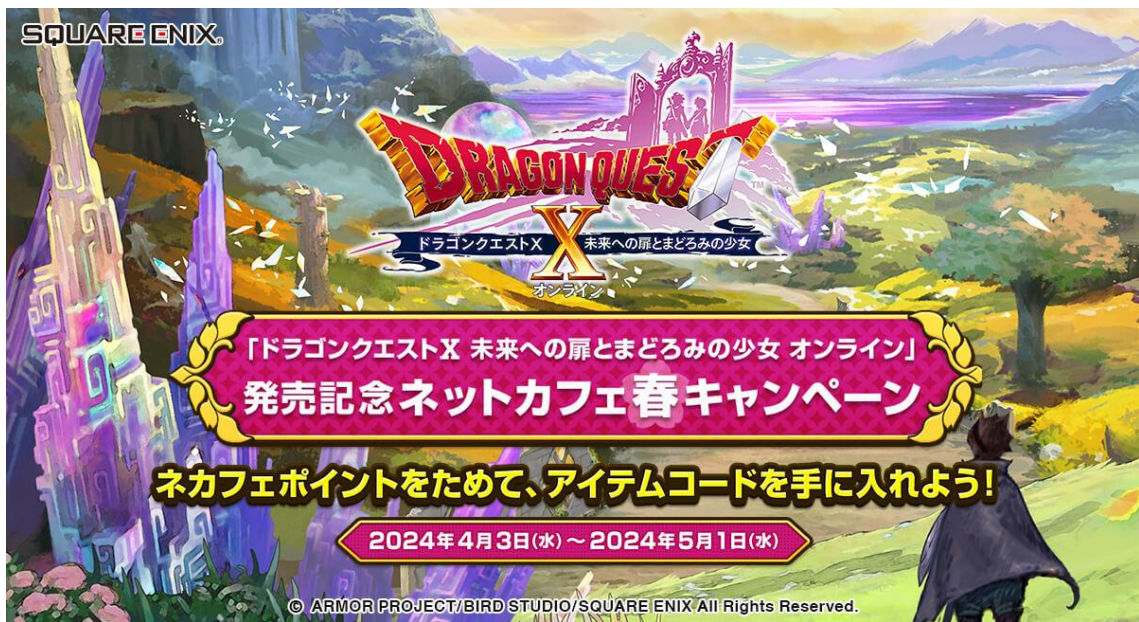 SQUARE ENIX®
DRAGON QUEST™
X
ドラゴンクエストX 未来への扉とまどろみの少女
オンライン
「ドラゴンクエストX 未来への扉とまどろみの少女 オンライン」
発売記念ネットカフェ春キャンペーン
ネカフェポイントをためて、アイテムコードを手に入れよう!
2024年4月3日(水)~2024年5月1日(水)
© ARMOR PROJECT/BIRD STUDIO/SQUARE ENIX All Rights Reserved.